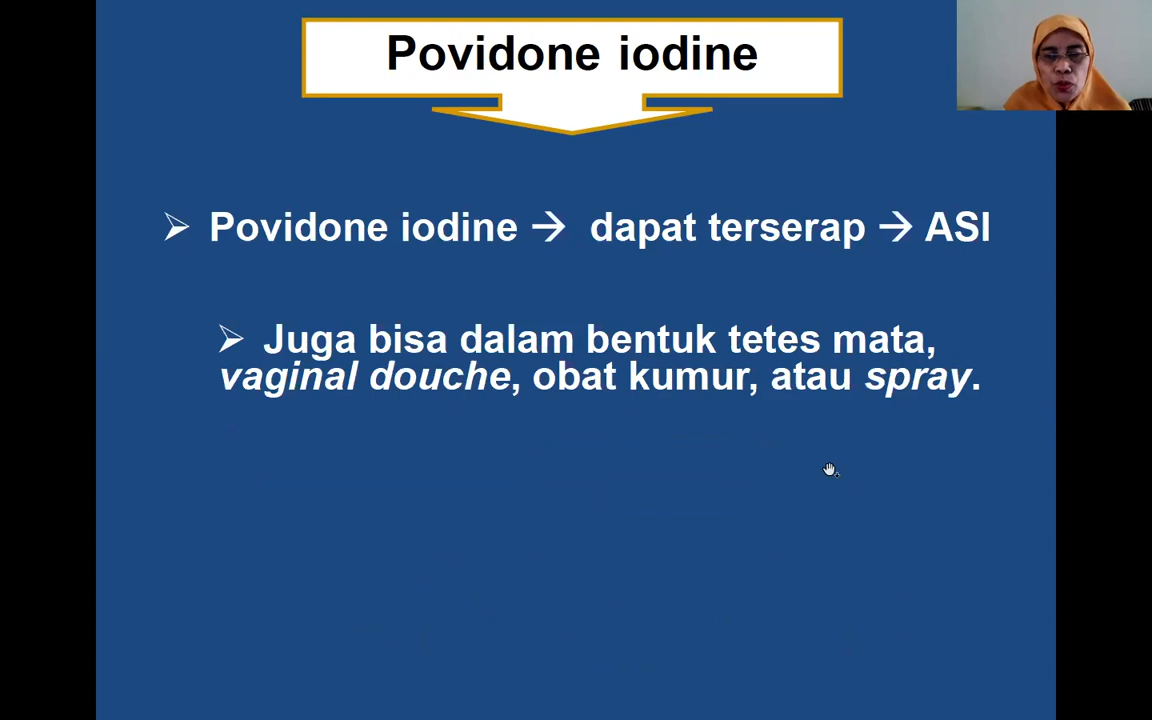 Povidone iodine
➢ Povidone iodine → dapat terserap → ASI
➢ Juga bisa dalam bentuk tetes mata,
vaginal douche, obat kumur, atau spray.